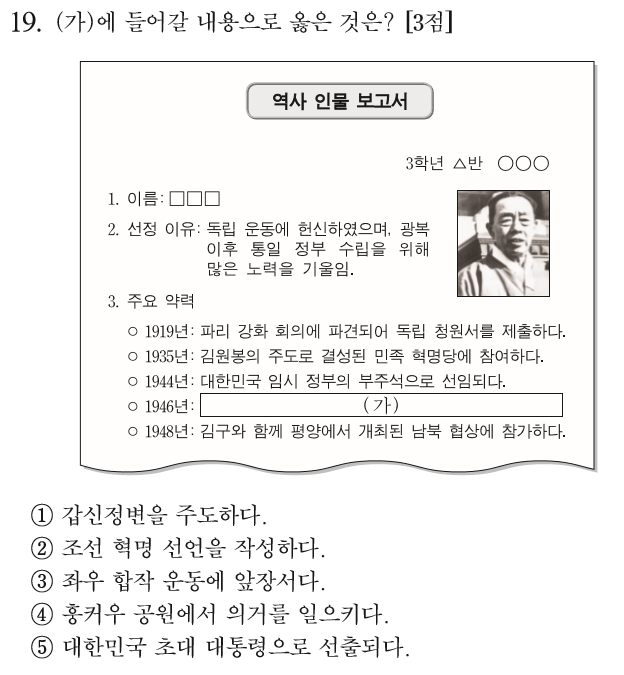 19. (가)에 들어갈 내용으로 옳은 것은? [3점]
역사 인물 보고서
3학년 △반 ○○○
1. 이름: □□□
2. 선정 이유: 독립 운동에 헌신하였으며, 광복
이후 통일 정부 수립을 위해
많은 노력을 기울임.
3. 주요 약력
○ 1919년: 파리 강화 회의에 파견되어 독립 청원서를 제출하다.
○ 1935년: 김원봉의 주도로 결성된 민족 혁명당에 참여하다.
○ 1944년: 대한민국 임시 정부의 부주석으로 선임되다.
○ 1946년: (가)
○ 1948년: 김구와 함께 평양에서 개최된 남북 협상에 참가하다.
① 갑신정변을 주도하다.
② 조선 혁명 선언을 작성하다.
③ 좌우 합작 운동에 앞장서다.
④ 훙커우 공원에서 의거를 일으키다.
⑤ 대한민국 초대 대통령으로 선출되다.